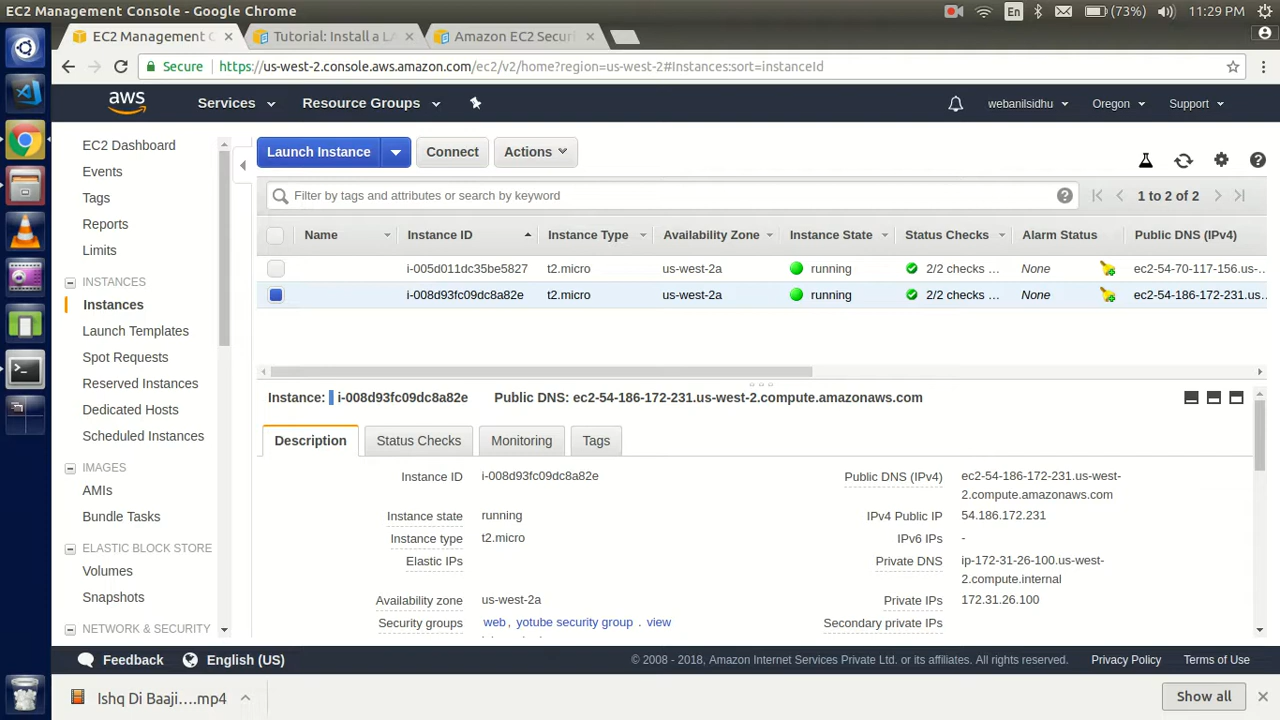 EC2 Management Console - Google Chrome
En
(73%)
11:29 PM
EC2 Management C
Tutorial: Install a LA
Amazon EC2 Securi
Secure
https://us-west-2.console.aws.amazon.com/ec2/v2/home?region=us-west-2#Instances:sort=instanceId
aws
Services
Resource Groups
webanilsidhu
Oregon
Support
EC2 Dashboard
Events
Tags
Reports
Limits
INSTANCES
Instances
Launch Templates
Spot Requests
Reserved Instances
Dedicated Hosts
Scheduled Instances
IMAGES
AMIs
Bundle Tasks
ELASTIC BLOCK STORE
Volumes
Snapshots
NETWORK & SECURITY
Launch Instance
Connect
Actions
Filter by tags and attributes or search by keyword
1 to 2 of 2
Name Instance ID Instance Type Availability Zone Instance State Status Checks Alarm Status Public DNS (IPv4)
i-005d011dc35be5827 t2.micro us-west-2a running 2/2 checks ... None ec2-54-70-117-156.us-...
i-008d93fc09dc8a82e t2.micro us-west-2a running 2/2 checks ... None ec2-54-186-172-231.us...
Instance: i-008d93fc09dc8a82e Public DNS: ec2-54-186-172-231.us-west-2.compute.amazonaws.com
Description
Status Checks
Monitoring
Tags
Instance ID i-008d93fc09dc8a82e
Instance state running
Instance type t2.micro
Elastic IPs
Availability zone us-west-2a
Security groups web, yotube security group . view
Public DNS (IPv4) ec2-54-186-172-231.us-west-
2.compute.amazonaws.com
IPv4 Public IP 54.186.172.231
IPv6 IPs -
Private DNS ip-172-31-26-100.us-west-
2.compute.internal
Private IPs 172.31.26.100
Secondary private IPs
Feedback
English (US)
© 2008 - 2018, Amazon Internet Services Private Ltd. or its affiliates. All rights reserved.
Privacy Policy
Terms of Use
Ishq Di Baaji....mp4
Show all